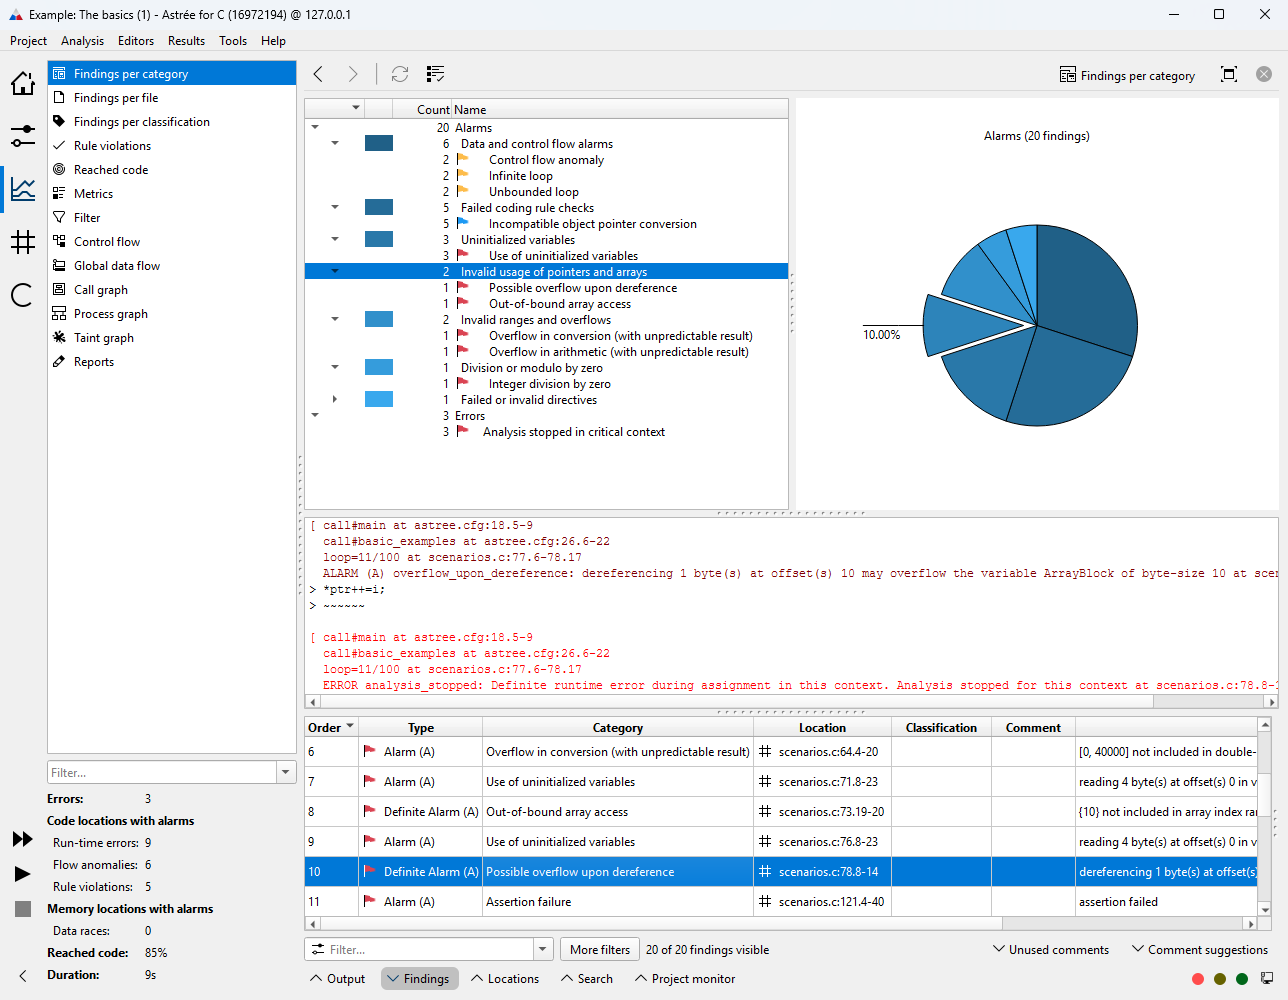 Example: The basics (1) - Astrée for C (16972194) @ 127.0.0.1
Project Analysis Editors Results Tools Help
Findings per category
Findings per file
Findings per classification
Rule violations
Reached code
Metrics
Filter
Control flow
Global data flow
Call graph
Process graph
Taint graph
Reports
Filter...
Errors: 3
Code locations with alarms
Run-time errors: 9
Flow anomalies: 6
Rule violations: 5
Memory locations with alarms
Data races: 0
Reached code: 85%
Duration: 9s
Findings per category
Count Name
20 Alarms
6 Data and control flow alarms
2 Control flow anomaly
2 Infinite loop
2 Unbounded loop
5 Failed coding rule checks
5 Incompatible object pointer conversion
3 Uninitialized variables
3 Use of uninitialized variables
2 Invalid usage of pointers and arrays
1 Possible overflow upon dereference
1 Out-of-bound array access
2 Invalid ranges and overflows
1 Overflow in conversion (with unpredictable result)
1 Overflow in arithmetic (with unpredictable result)
1 Division or modulo by zero
1 Integer division by zero
1 Failed or invalid directives
3 Errors
3 Analysis stopped in critical context
Alarms (20 findings)
10.00%
[ call#main at astree.cfg:18.5-9
call#basic_examples at astree.cfg:26.6-22
loop=11/100 at scenarios.c:77.6-78.17
ALARM (A) overflow_upon_dereference: dereferencing 1 byte(s) at offset(s) 10 may overflow the variable ArrayBlock of byte-size 10 at sce
> *ptr++=i;
> ~~~~~~
[ call#main at astree.cfg:18.5-9
call#basic_examples at astree.cfg:26.6-22
loop=11/100 at scenarios.c:77.6-78.17
ERROR analysis_stopped: Definite runtime error during assignment in this context. Analysis stopped for this context at scenarios.c:78.8-
Order Type Category Location Classification Comment
6 Alarm (A) Overflow in conversion (with unpredictable result) scenarios.c:64.4-20 [0, 40000] not included in double-
7 Alarm (A) Use of uninitialized variables scenarios.c:71.8-23 reading 4 byte(s) at offset(s) 0 in v
8 Definite Alarm (A) Out-of-bound array access scenarios.c:73.19-20 {10} not included in array index ra
9 Alarm (A) Use of uninitialized variables scenarios.c:76.8-23 reading 4 byte(s) at offset(s) 0 in v
10 Definite Alarm (A) Possible overflow upon dereference scenarios.c:78.8-14 dereferencing 1 byte(s) at offset(s)
11 Alarm (A) Assertion failure scenarios.c:121.4-40 assertion failed
Filter... More filters 20 of 20 findings visible Unused comments Comment suggestions
Output Findings Locations Search Project monitor